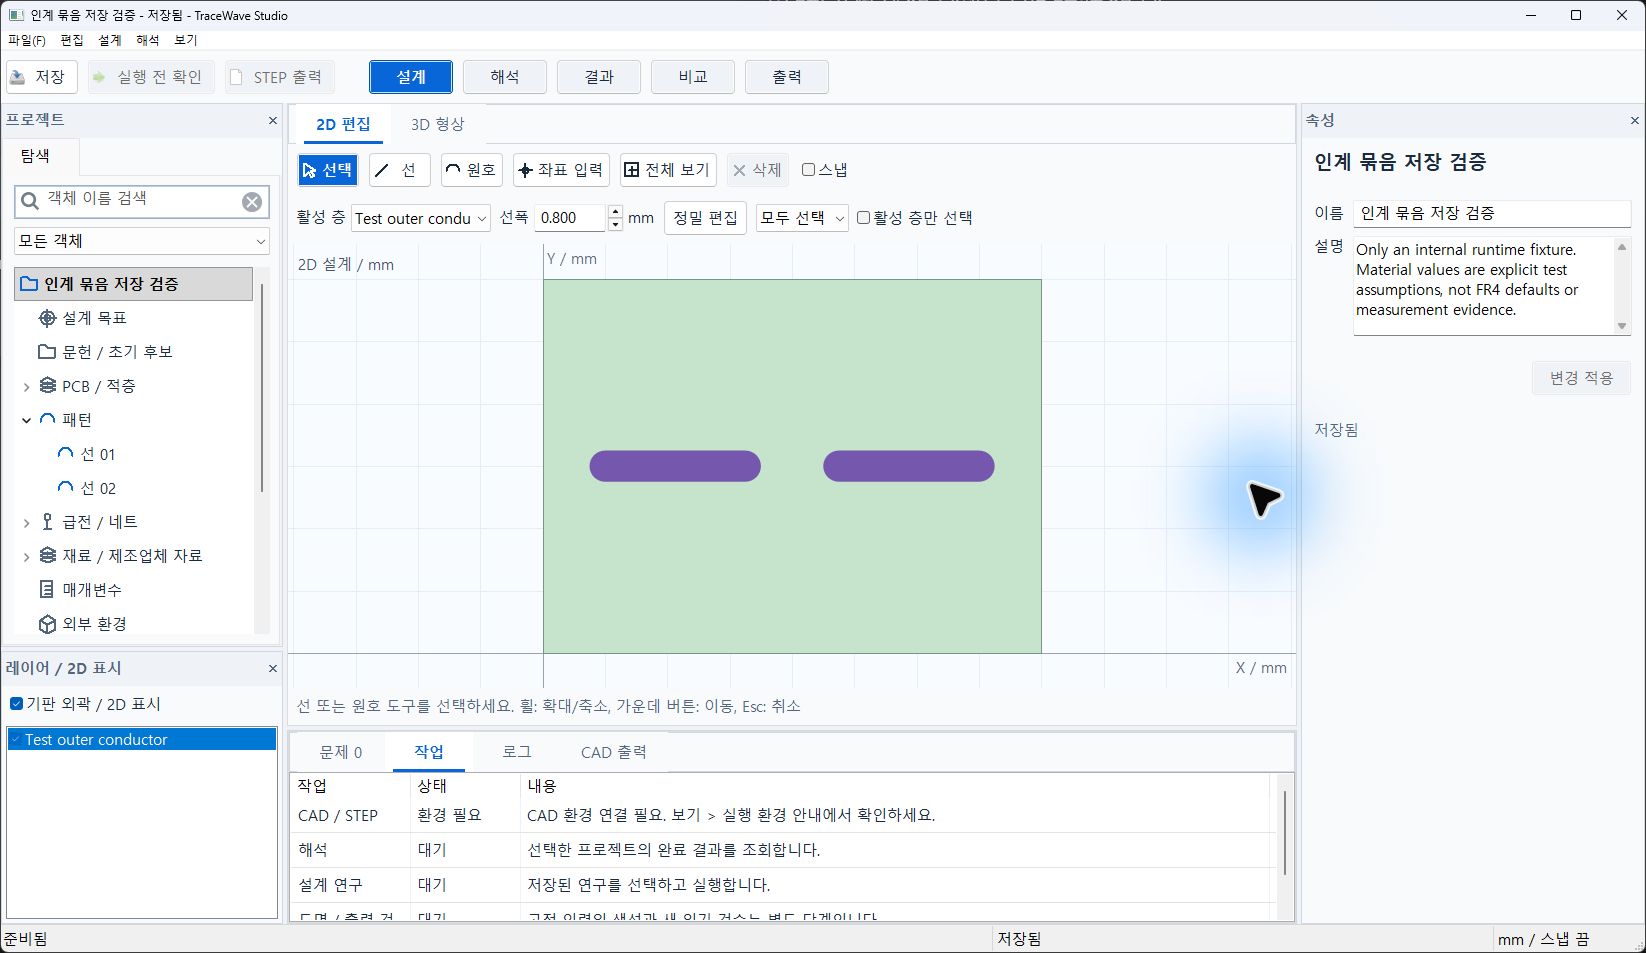 인계 묶음 저장 검증 - 저장됨 - TraceWave Studio
파일(F) 편집 설계 해석 보기
저장 실행 전 확인 STEP 출력 설계 해석 결과 비교 출력
프로젝트
탐색
객체 이름 검색
모든 객체
인계 묶음 저장 검증
설계 목표
문헌 / 초기 후보
PCB / 적층
패턴
선 01
선 02
급전 / 네트
재료 / 제조업체 자료
매개변수
외부 환경
레이어 / 2D 표시
기판 외곽 / 2D 표시
Test outer conductor
2D 편집 3D 형상
선택 선 원호 좌표 입력 전체 보기 삭제 스냅
활성 층 Test outer condu 선폭 0.800 mm 정밀 편집 모두 선택 활성 층만 선택
2D 설계 / mm
Y / mm
X / mm
선 또는 원호 도구를 선택하세요. 휠: 확대/축소, 가운데 버튼: 이동, Esc: 취소
문제 0 작업 로그 CAD 출력
작업 상태 내용
CAD / STEP 환경 필요 CAD 환경 연결 필요. 보기 > 실행 환경 안내에서 확인하세요.
해석 대기 선택한 프로젝트의 완료 결과를 조회합니다.
설계 연구 대기 저장된 연구를 선택하고 실행합니다.
속성
인계 묶음 저장 검증
이름 인계 묶음 저장 검증
설명 Only an internal runtime fixture.
Material values are explicit test
assumptions, not FR4 defaults or
measurement evidence.
변경 적용
저장됨
준비됨 저장됨 mm / 스냅 끔